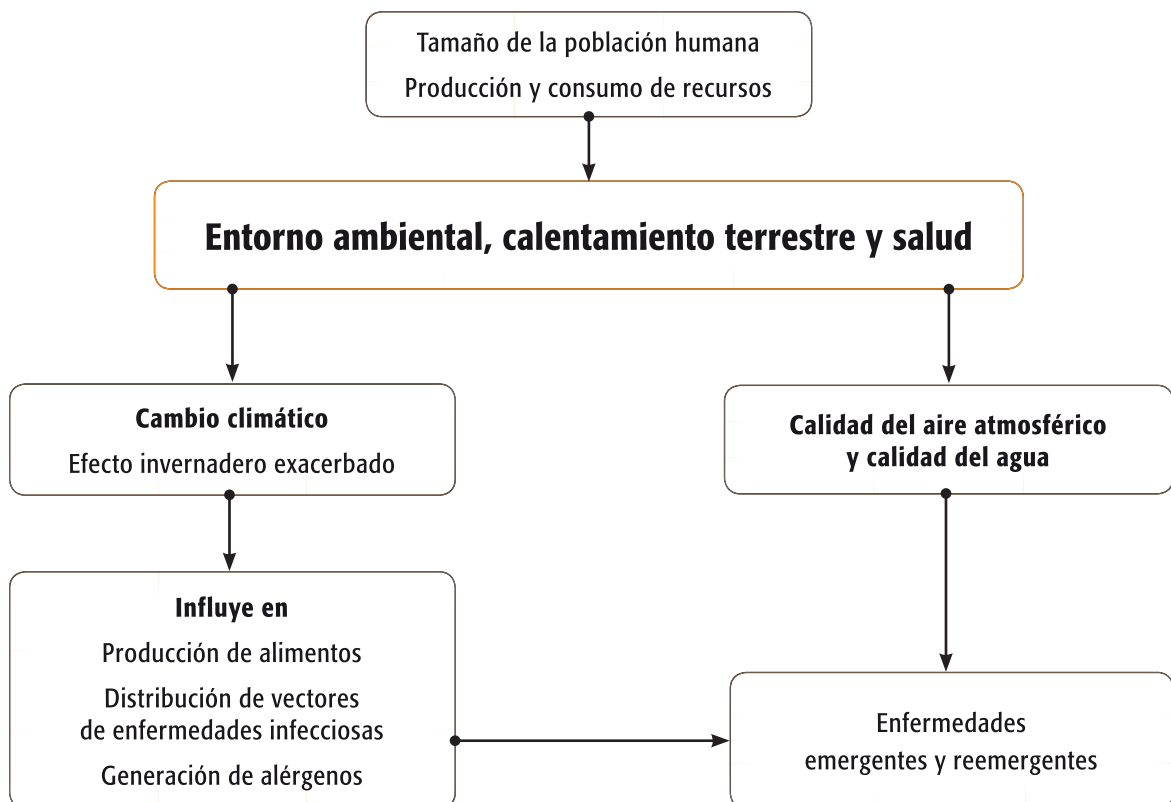 Tamaño de la población humana
Producción y consumo de recursos
Entorno ambiental, calentamiento terrestre y salud
Cambio climático
Efecto invernadero exacerbado
Calidad del aire atmosférico
y calidad del agua
Influye en
Producción de alimentos
Distribución de vectores
de enfermedades infecciosas
Generación de alérgenos
Enfermedades
emergentes y reemergentes